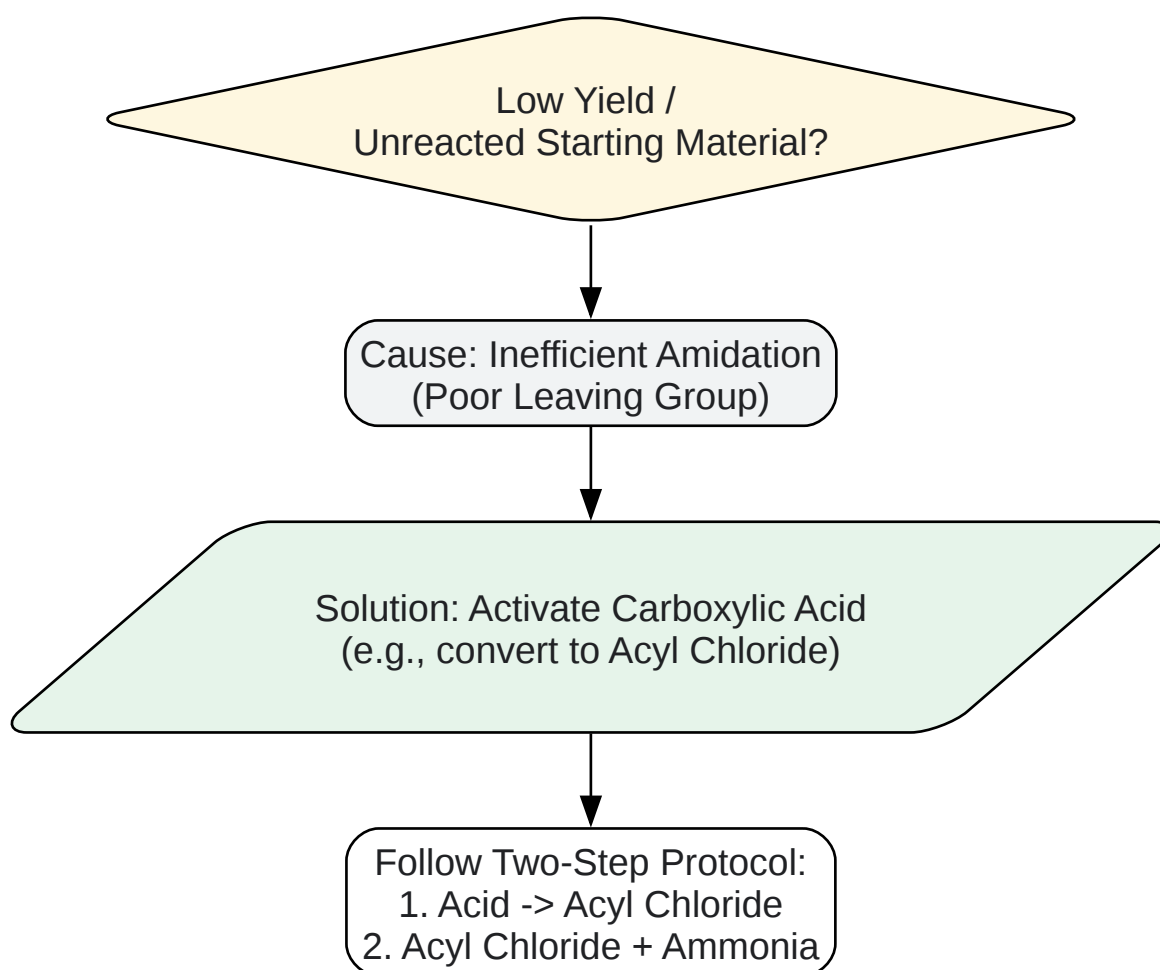 Low Yield /
Unreacted Starting Material?
Cause: Inefficient Amidation
(Poor Leaving Group)
Solution: Activate Carboxylic Acid
(e.g., convert to Acyl Chloride)
Follow Two-Step Protocol:
1. Acid -> Acyl Chloride
2. Acyl Chloride + Ammonia